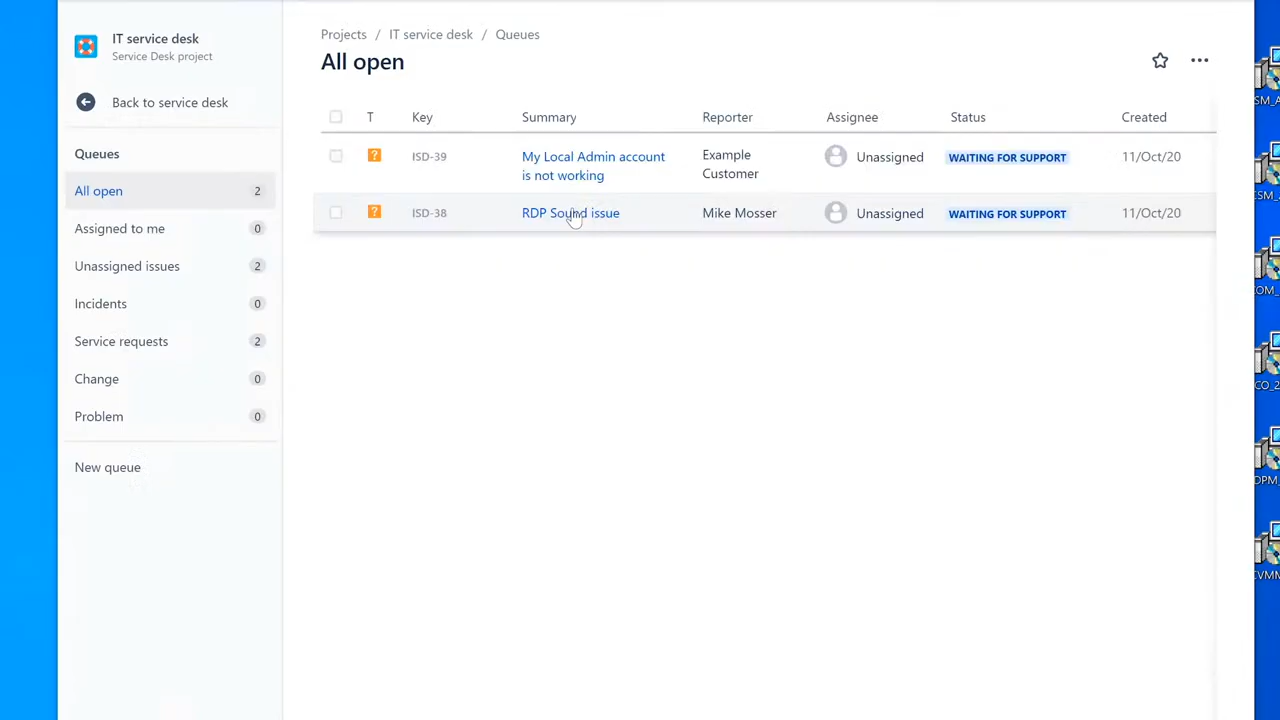 IT service desk
Service Desk project
Back to service desk
Queues
All open 2
Assigned to me 0
Unassigned issues 2
Incidents 0
Service requests 2
Change 0
Problem 0
New queue
Projects / IT service desk / Queues
All open
T Key Summary Reporter Assignee Status Created
ISD-39 My Local Admin account is not working Example Customer Unassigned WAITING FOR SUPPORT 11/Oct/20
ISD-38 RDP Sound issue Mike Mosser Unassigned WAITING FOR SUPPORT 11/Oct/20